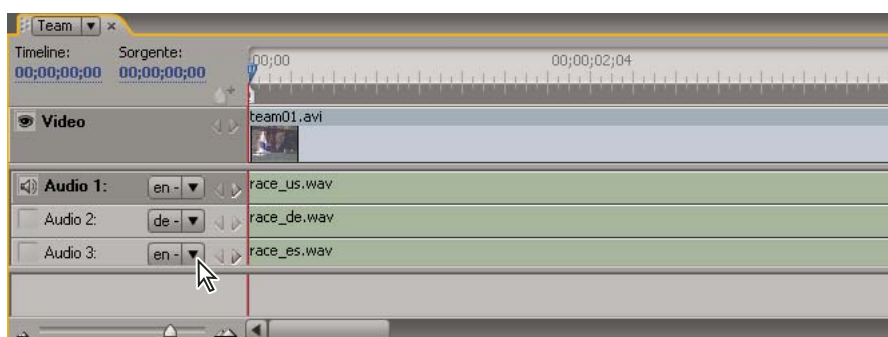 Team
Timeline: Sorgente:
00;00;00;00 00;00;00;00
00;00 00;00;02;04
Video team01.avi
Audio 1: en - race_us.wav
Audio 2: de - race_de.wav
Audio 3: en - race_es.wav